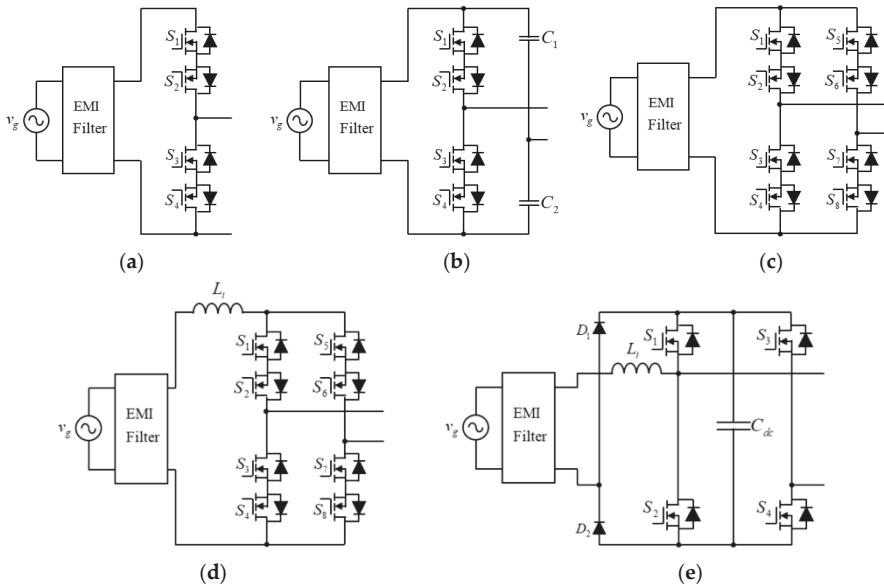 S1
S2
vg
EMI
Filter
S3
S4
(a)
S1
C1
S2
vg
EMI
Filter
S3
S4
C2
(b)
S1
S5
S2
S6
vg
EMI
Filter
S3
S7
S4
S8
(c)
Li
S1
S5
S2
S6
vg
EMI
Filter
S3
S7
S4
S8
(d)
D1
S1
S3
Li
vg
EMI
Filter
Cdc
D2
S2
S4
(e)